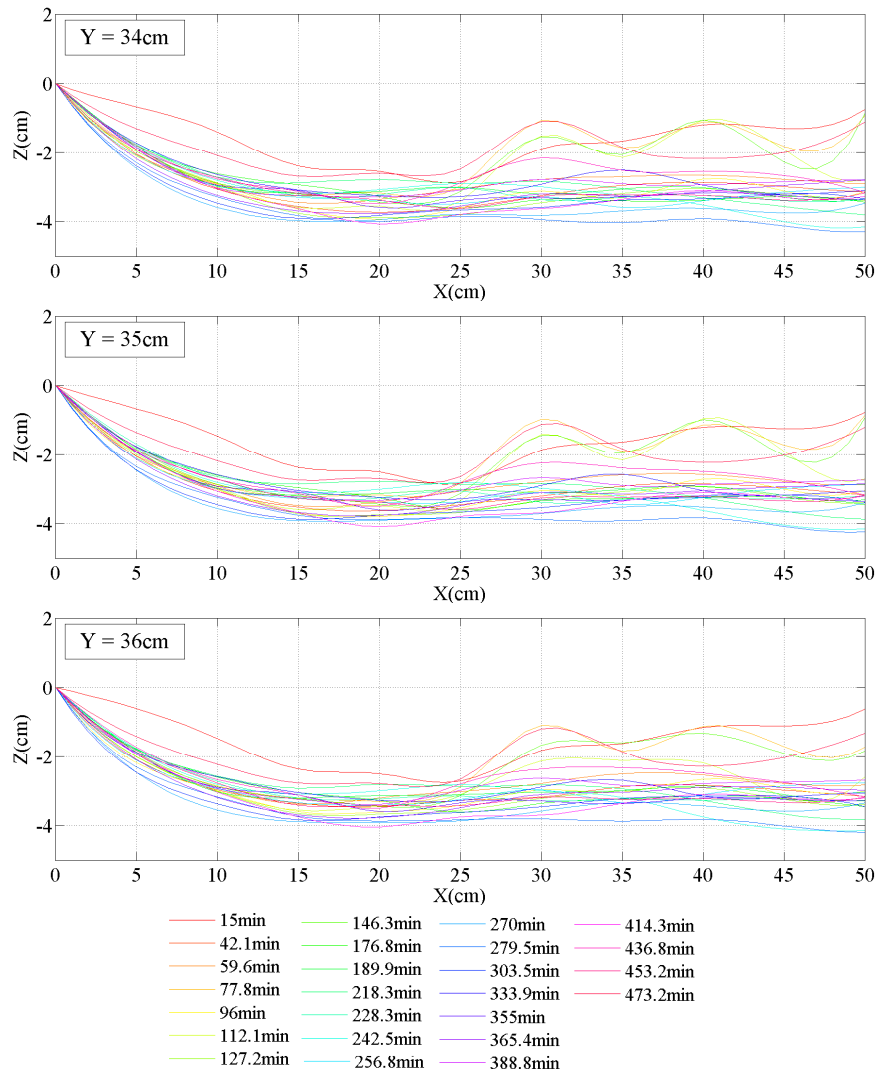 2
Y = 34cm
0
-2
-4
Z(cm)
0 5 10 15 20 25 30 35 40 45 50
X(cm)
2
Y = 35cm
0
-2
-4
Z(cm)
0 5 10 15 20 25 30 35 40 45 50
X(cm)
2
Y = 36cm
0
-2
-4
Z(cm)
0 5 10 15 20 25 30 35 40 45 50
X(cm)
15min 146.3min 270min 414.3min
42.1min 176.8min 279.5min 436.8min
59.6min 189.9min 303.5min 453.2min
77.8min 218.3min 333.9min 473.2min
96min 228.3min 355min
112.1min 242.5min 365.4min
127.2min 256.8min 388.8min